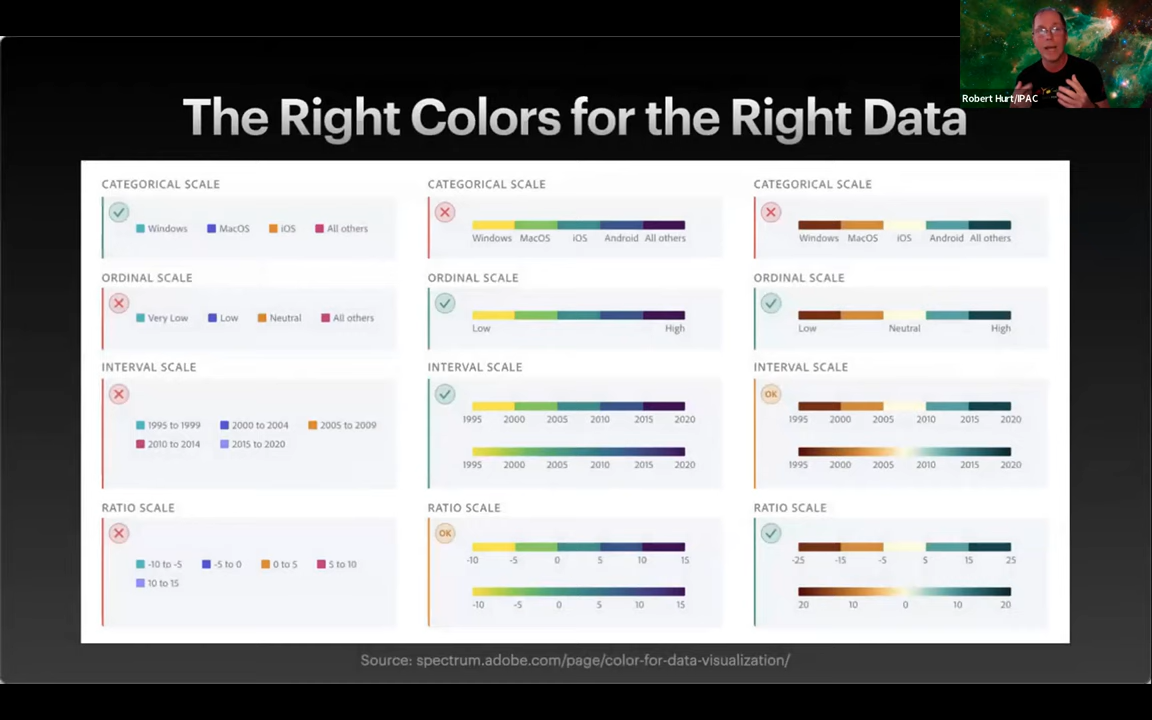 Robert Hurt/IPAC
The Right Colors for the Right Data
CATEGORICAL SCALE
Windows MacOS iOS All others
ORDINAL SCALE
Very Low Low Neutral All others
INTERVAL SCALE
1995 to 1999 2000 to 2004 2005 to 2009
2010 to 2014 2015 to 2020
RATIO SCALE
-10 to -5 -5 to 0 0 to 5 5 to 10
10 to 15
CATEGORICAL SCALE
Windows MacOS iOS Android All others
ORDINAL SCALE
Low High
INTERVAL SCALE
1995 2000 2005 2010 2015 2020
1995 2000 2005 2010 2015 2020
RATIO SCALE
OK
-10 -5 0 5 10 15
-10 -5 0 5 10 15
CATEGORICAL SCALE
Windows MacOS iOS Android All others
ORDINAL SCALE
Low Neutral High
INTERVAL SCALE
OK
1995 2000 2005 2010 2015 2020
1995 2000 2005 2010 2015 2020
RATIO SCALE
-25 -15 -5 5 15 25
20 10 0 10 20
Source: spectrum.adobe.com/page/color-for-data-visualization/